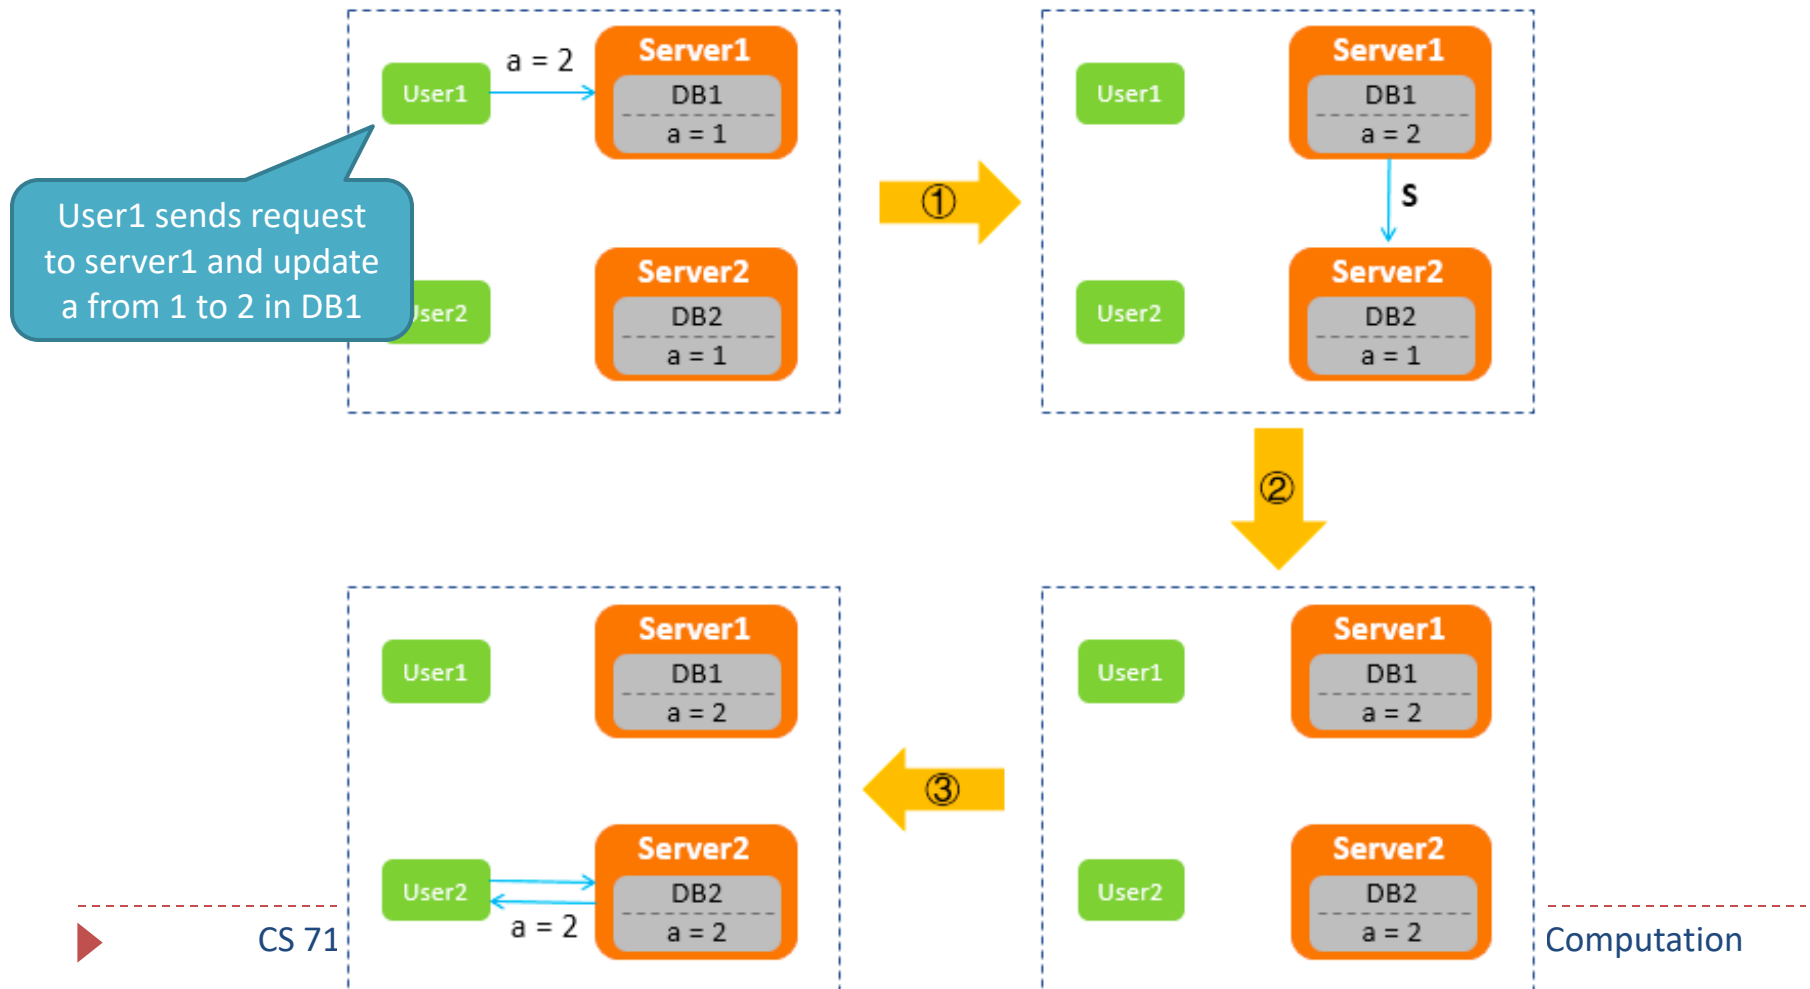 Server1
a = 2
User1
DB1
a = 1
User1 sends request
to server1 and update
a from 1 to 2 in DB1
Server2
DB2
a = 1
①
Server1
User1
DB1
a = 2
S
Server2
User2
DB2
a = 1
②
Server1
User1
DB1
a = 2
Server2
User2
DB2
a = 2
a = 2
③
Server1
User1
DB1
a = 2
Server2
User2
DB2
a = 2
CS 71
Computation